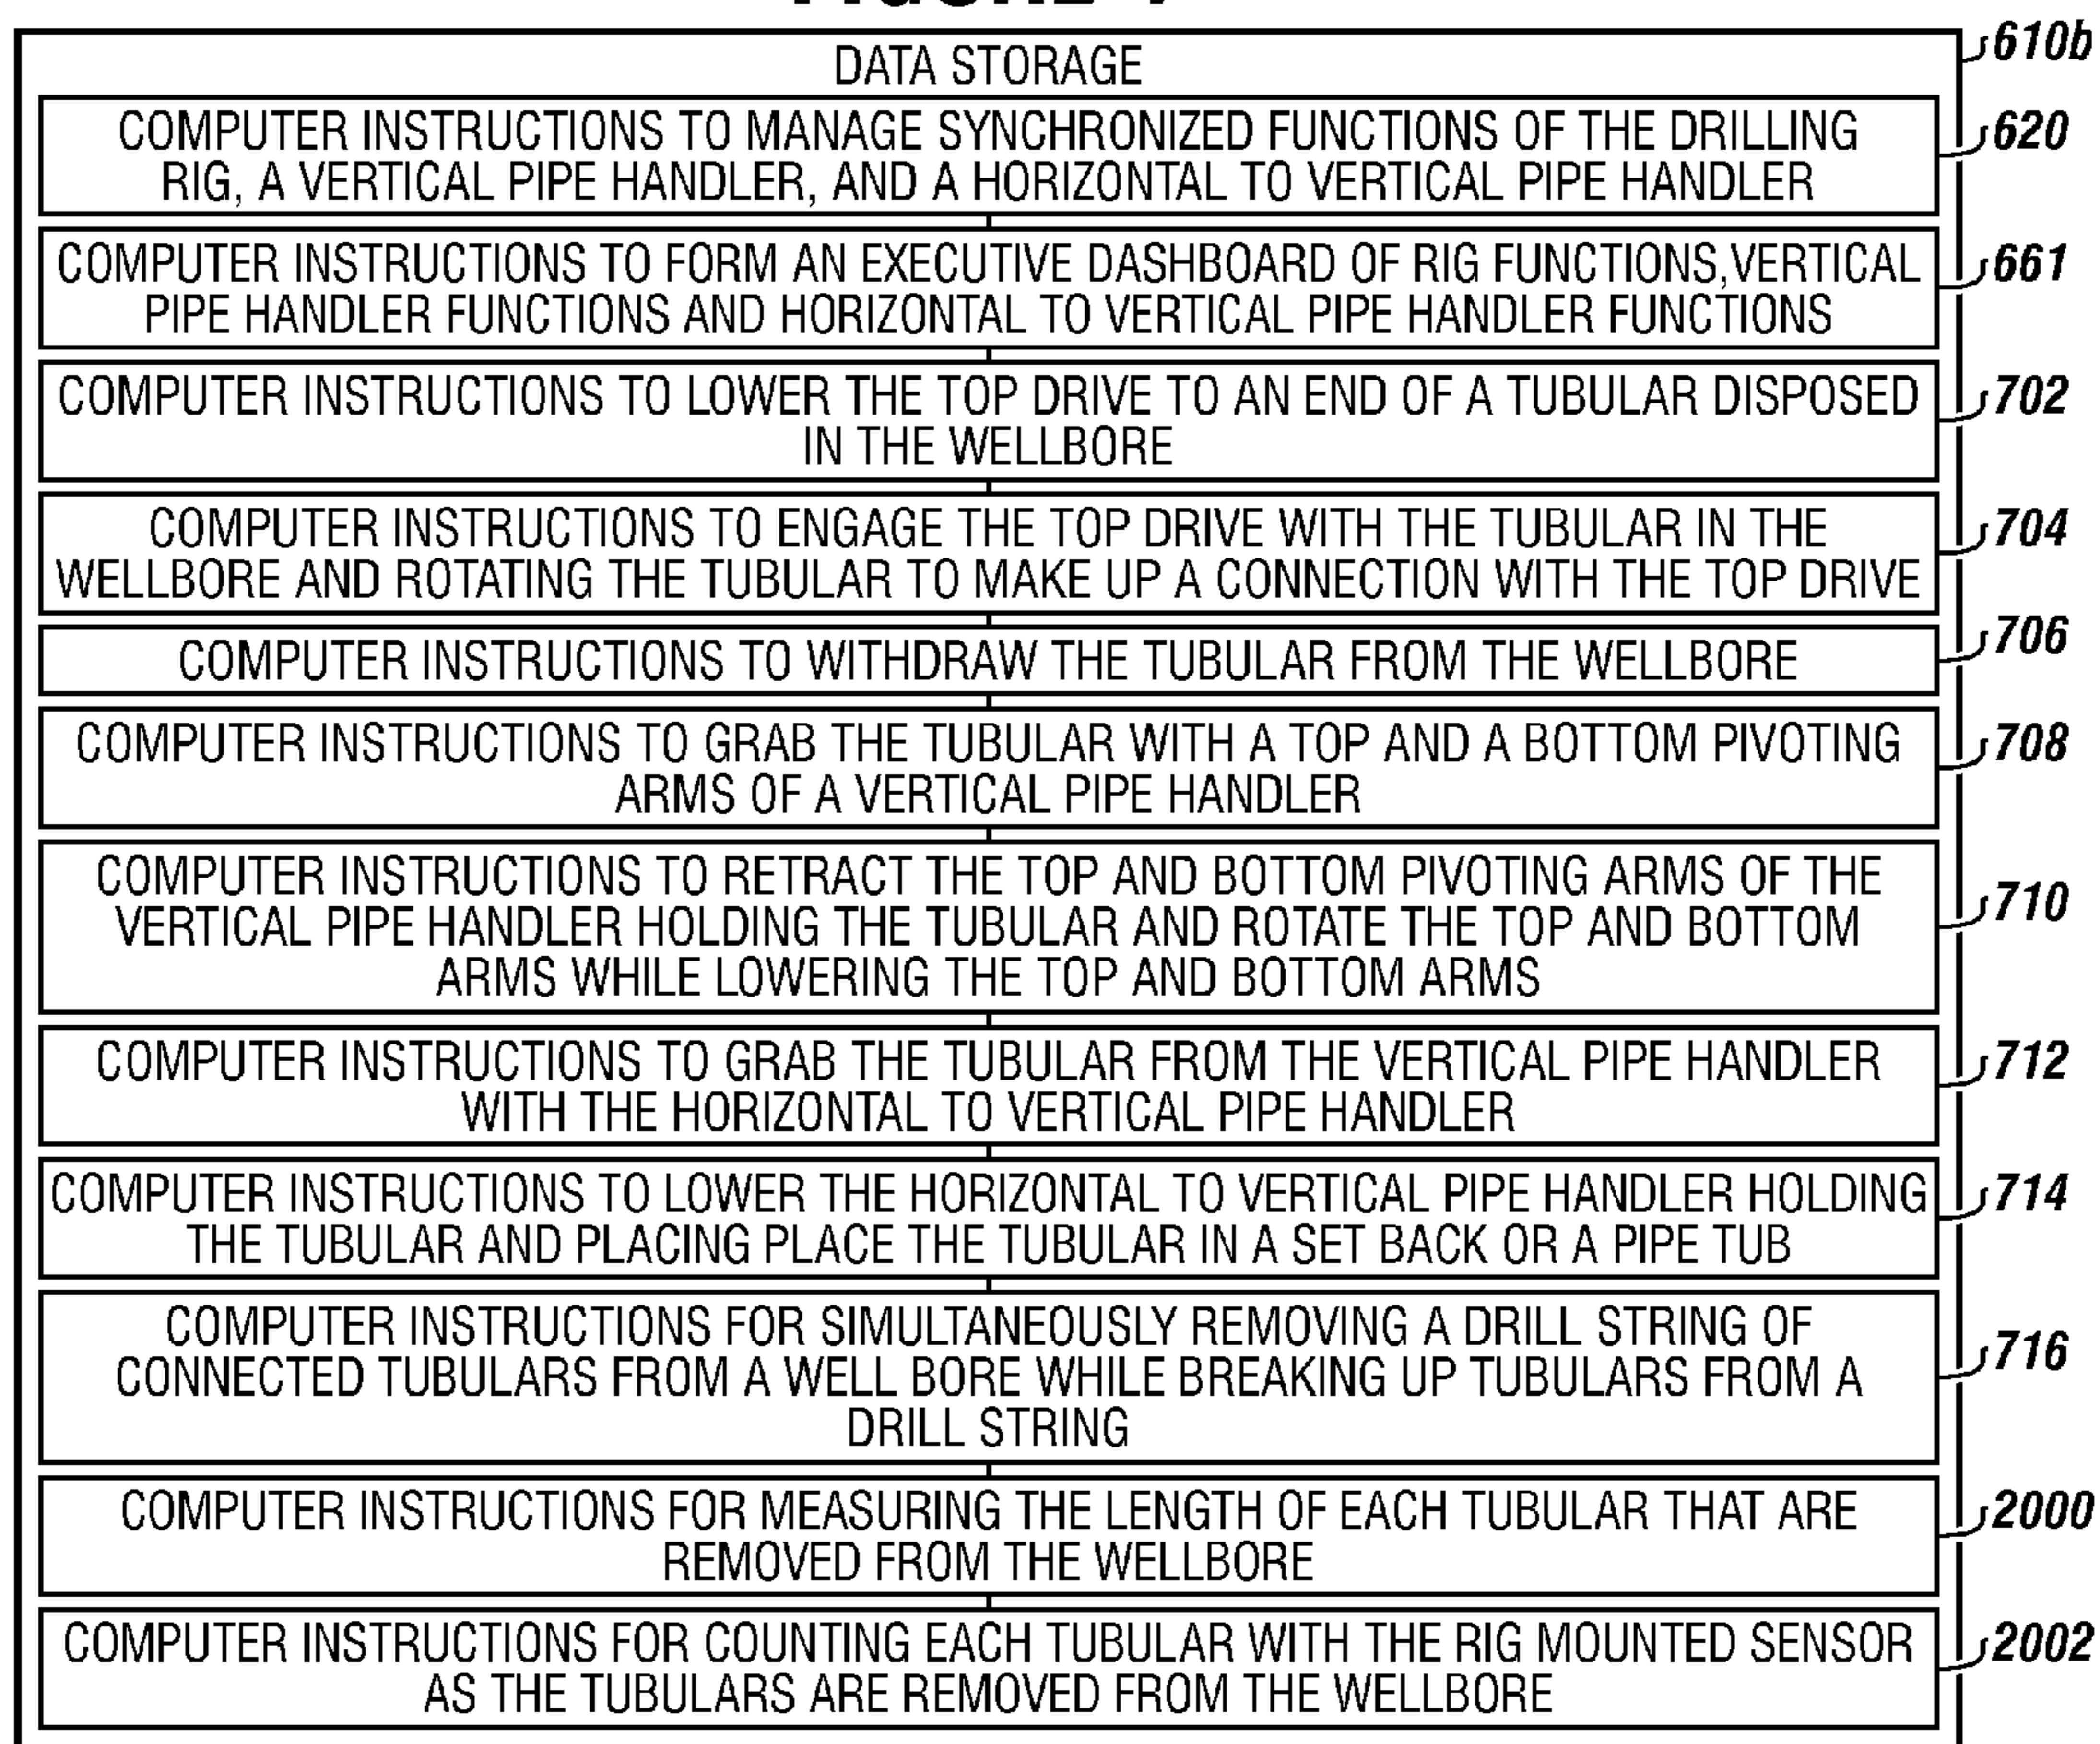 DATA STORAGE
610b
COMPUTER INSTRUCTIONS TO MANAGE SYNCHRONIZED FUNCTIONS OF THE DRILLING
RIG, A VERTICAL PIPE HANDLER, AND A HORIZONTAL TO VERTICAL PIPE HANDLER
620
COMPUTER INSTRUCTIONS TO FORM AN EXECUTIVE DASHBOARD OF RIG FUNCTIONS,VERTICAL
PIPE HANDLER FUNCTIONS AND HORIZONTAL TO VERTICAL PIPE HANDLER FUNCTIONS
661
COMPUTER INSTRUCTIONS TO LOWER THE TOP DRIVE TO AN END OF A TUBULAR DISPOSED
IN THE WELLBORE
702
COMPUTER INSTRUCTIONS TO ENGAGE THE TOP DRIVE WITH THE TUBULAR IN THE
WELLBORE AND ROTATING THE TUBULAR TO MAKE UP A CONNECTION WITH THE TOP DRIVE
704
COMPUTER INSTRUCTIONS TO WITHDRAW THE TUBULAR FROM THE WELLBORE
706
COMPUTER INSTRUCTIONS TO GRAB THE TUBULAR WITH A TOP AND A BOTTOM PIVOTING
ARMS OF A VERTICAL PIPE HANDLER
708
COMPUTER INSTRUCTIONS TO RETRACT THE TOP AND BOTTOM PIVOTING ARMS OF THE
VERTICAL PIPE HANDLER HOLDING THE TUBULAR AND ROTATE THE TOP AND BOTTOM
ARMS WHILE LOWERING THE TOP AND BOTTOM ARMS
710
COMPUTER INSTRUCTIONS TO GRAB THE TUBULAR FROM THE VERTICAL PIPE HANDLER
WITH THE HORIZONTAL TO VERTICAL PIPE HANDLER
712
COMPUTER INSTRUCTIONS TO LOWER THE HORIZONTAL TO VERTICAL PIPE HANDLER HOLDING
THE TUBULAR AND PLACING PLACE THE TUBULAR IN A SET BACK OR A PIPE TUB
714
COMPUTER INSTRUCTIONS FOR SIMULTANEOUSLY REMOVING A DRILL STRING OF
CONNECTED TUBULARS FROM A WELL BORE WHILE BREAKING UP TUBULARS FROM A
DRILL STRING
716
COMPUTER INSTRUCTIONS FOR MEASURING THE LENGTH OF EACH TUBULAR THAT ARE
REMOVED FROM THE WELLBORE
2000
COMPUTER INSTRUCTIONS FOR COUNTING EACH TUBULAR WITH THE RIG MOUNTED SENSOR
AS THE TUBULARS ARE REMOVED FROM THE WELLBORE
2002